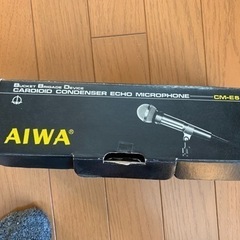 BUCKET BRIGADE DEVICE
CARDIOID CONDENSER ECHO MICROPHONE
CM-E5
AIWA